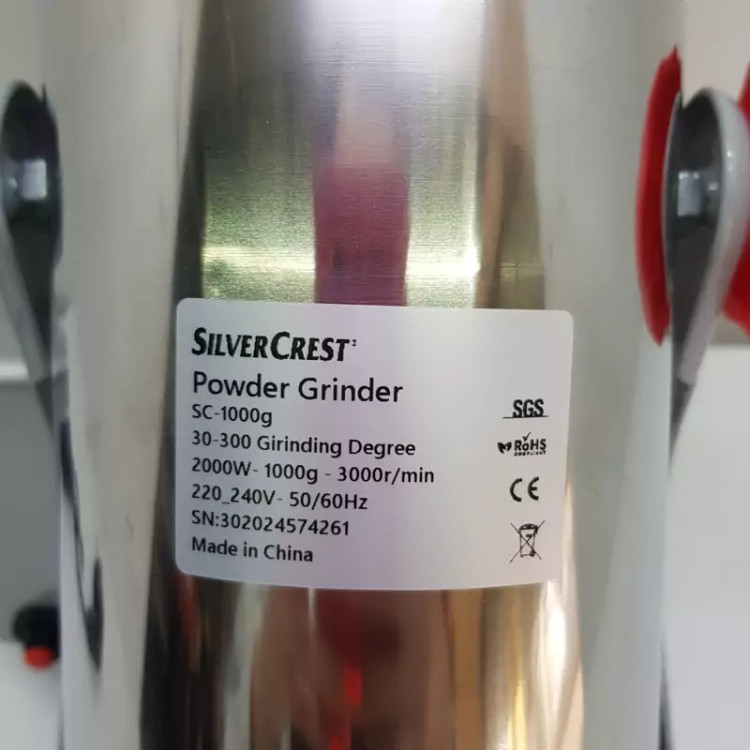 SILVERCREST
Powder Grinder
SC-1000g
30-300 Girinding Degree
2000W- 1000g - 3000r/min
220_240V- 50/60Hz
SN:302024574261
Made in China
SGS
RoHS
COMPLIANT
CE